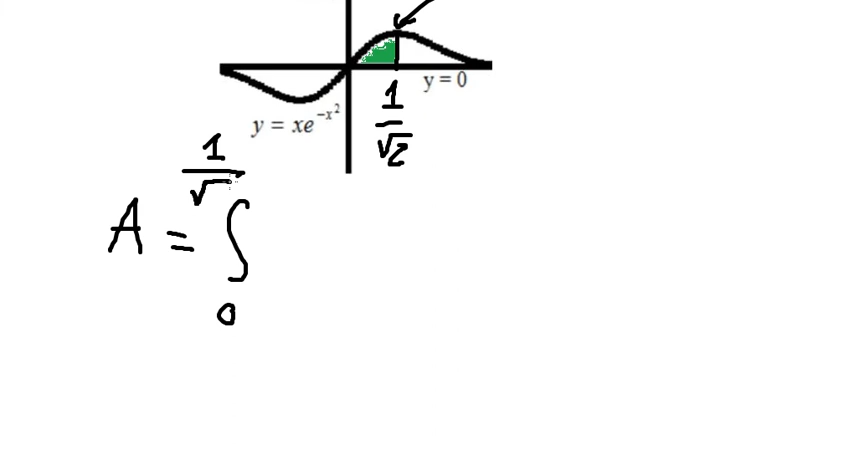 y = 0
1
√2
y = xe^{-x^2}
1
√
A = ∫
0